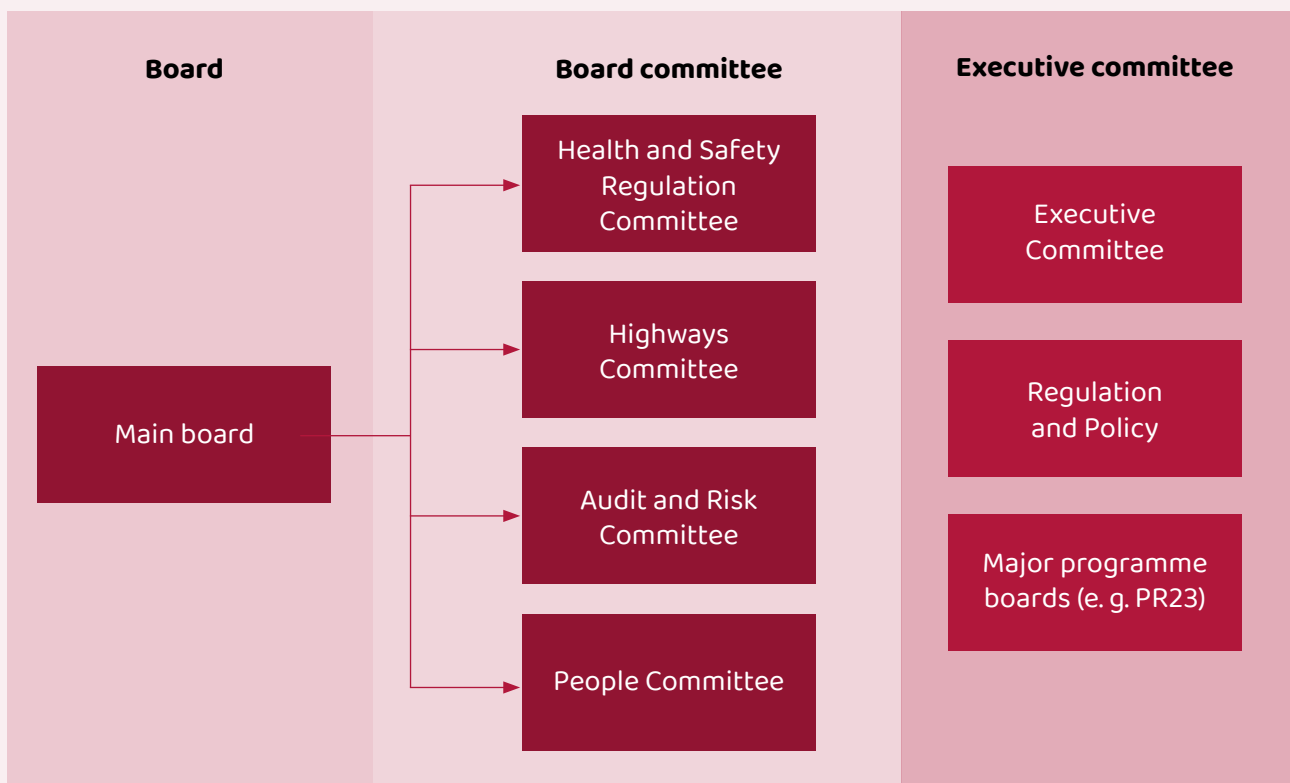 Board
Main board
Board committee
Health and Safety
Regulation
Committee
Highways
Committee
Audit and Risk
Committee
People Committee
Executive committee
Executive
Committee
Regulation
and Policy
Major programme
boards (e. g. PR23)